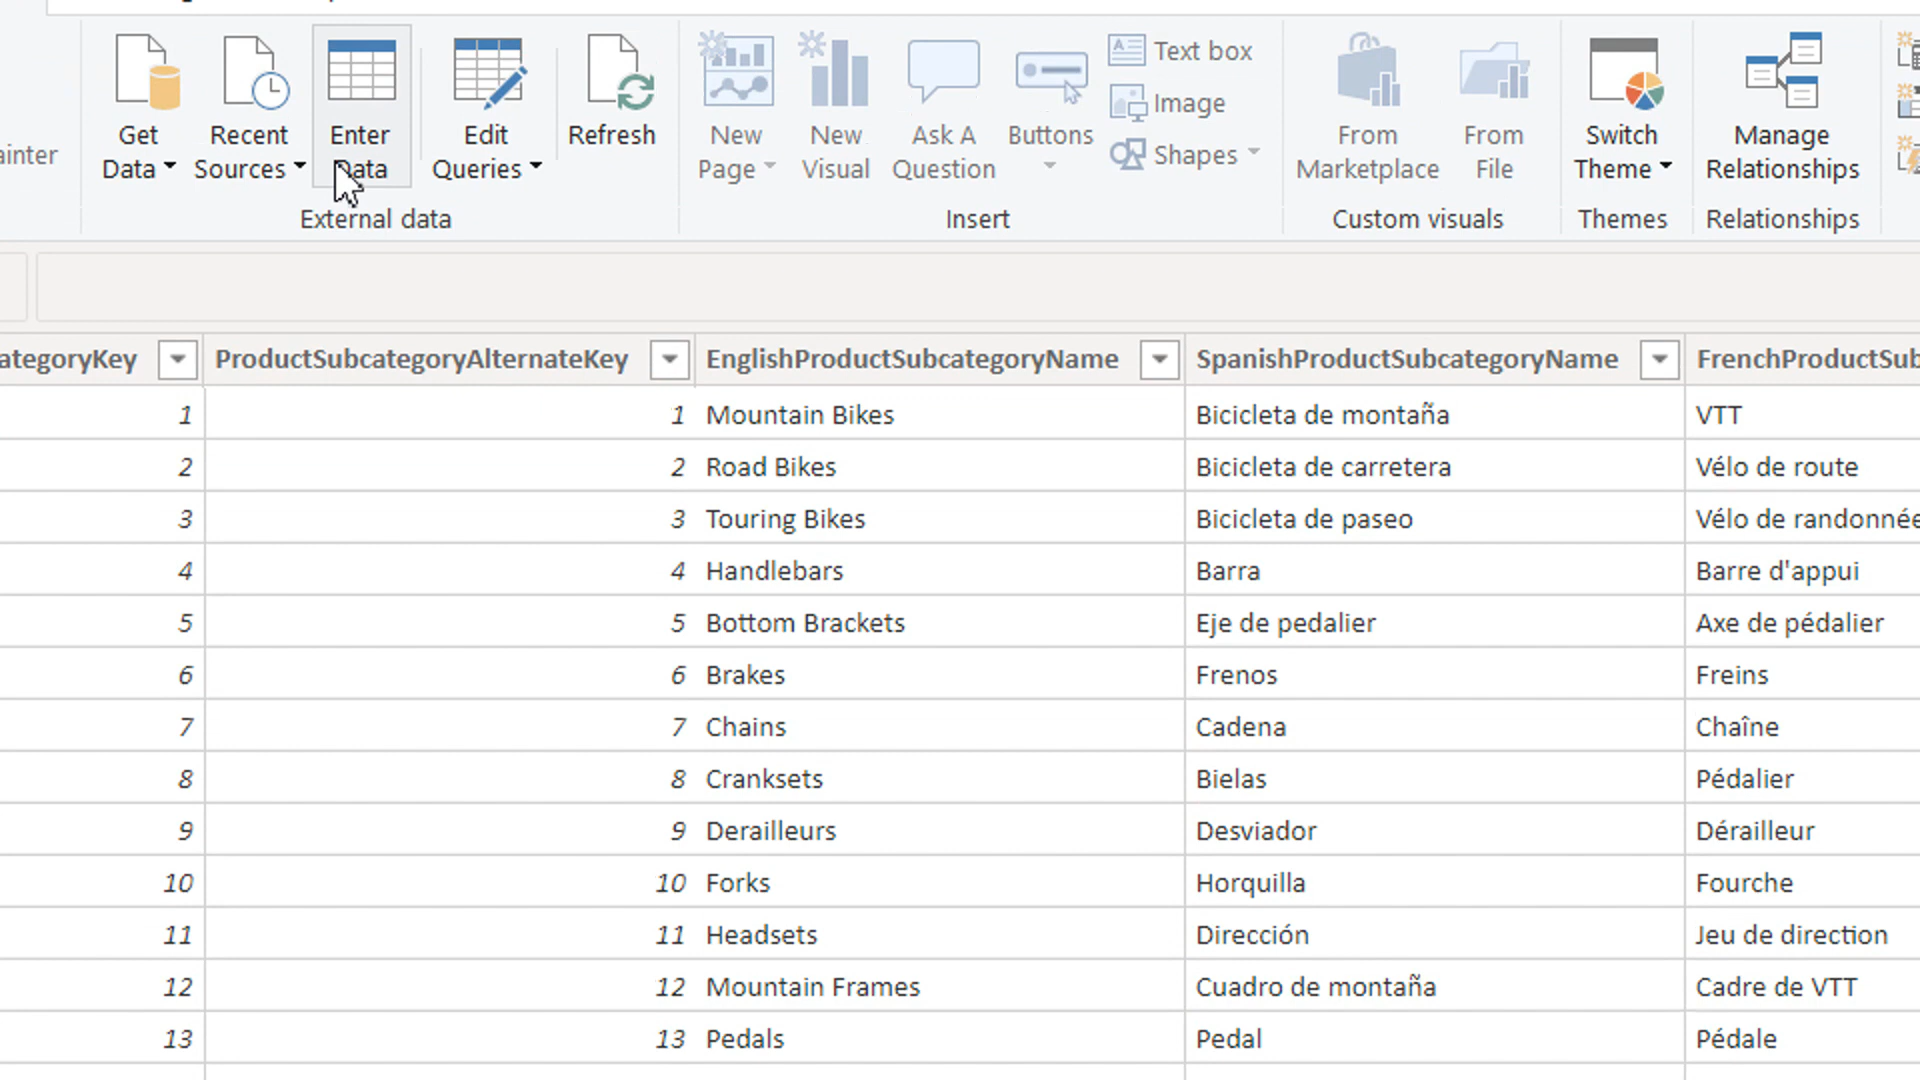 ainter
Get Data
Recent Sources
Enter Data
Edit Queries
Refresh
External data
New Page
New Visual
Ask A Question
Buttons
Text box
Image
Shapes
Insert
From Marketplace
From File
Custom visuals
Switch Theme
Themes
Manage Relationships
Relationships
ategoryKey ProductSubcategoryAlternateKey EnglishProductSubcategoryName SpanishProductSubcategoryName FrenchProductSub
1 1 Mountain Bikes Bicicleta de montaña VTT
2 2 Road Bikes Bicicleta de carretera Vélo de route
3 3 Touring Bikes Bicicleta de paseo Vélo de randonnée
4 4 Handlebars Barra Barre d'appui
5 5 Bottom Brackets Eje de pedalier Axe de pédalier
6 6 Brakes Frenos Freins
7 7 Chains Cadena Chaîne
8 8 Cranksets Bielas Pédalier
9 9 Derailleurs Desviador Dérailleur
10 10 Forks Horquilla Fourche
11 11 Headsets Dirección Jeu de direction
12 12 Mountain Frames Cuadro de montaña Cadre de VTT
13 13 Pedals Pedal Pédale